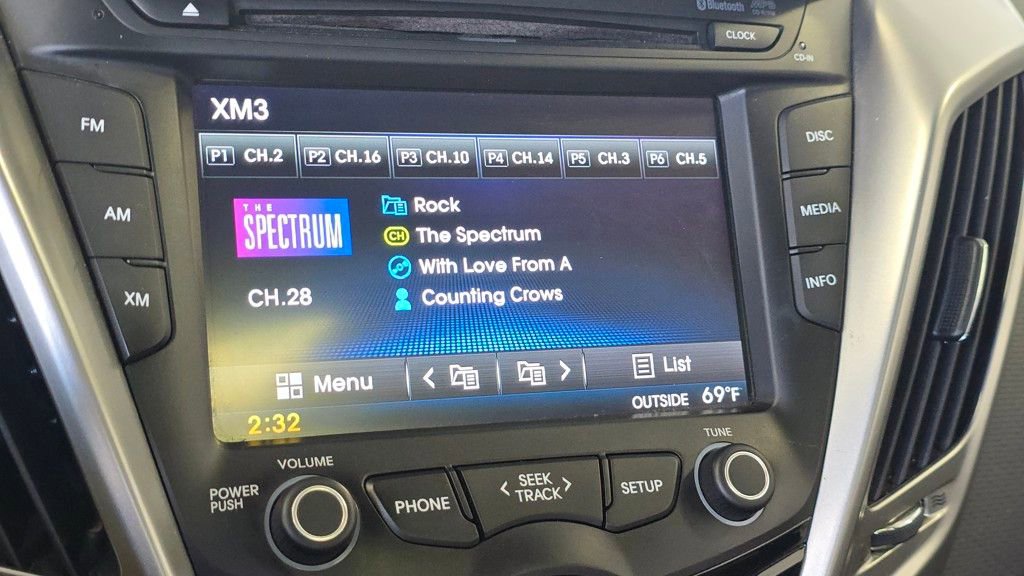 Bluetooth
CLOCK
CD-IN
FM
AM
XM
XM3
P1 CH.2 P2 CH.16 P3 CH.10 P4 CH.14 P5 CH.3 P6 CH.5
THE
SPECTRUM
CH.28
Rock
CH The Spectrum
With Love From A
Counting Crows
Menu < > List
2:32 OUTSIDE 69°F
DISC
MEDIA
INFO
VOLUME
POWER
PUSH
PHONE
< SEEK >
TRACK
SETUP
TUNE